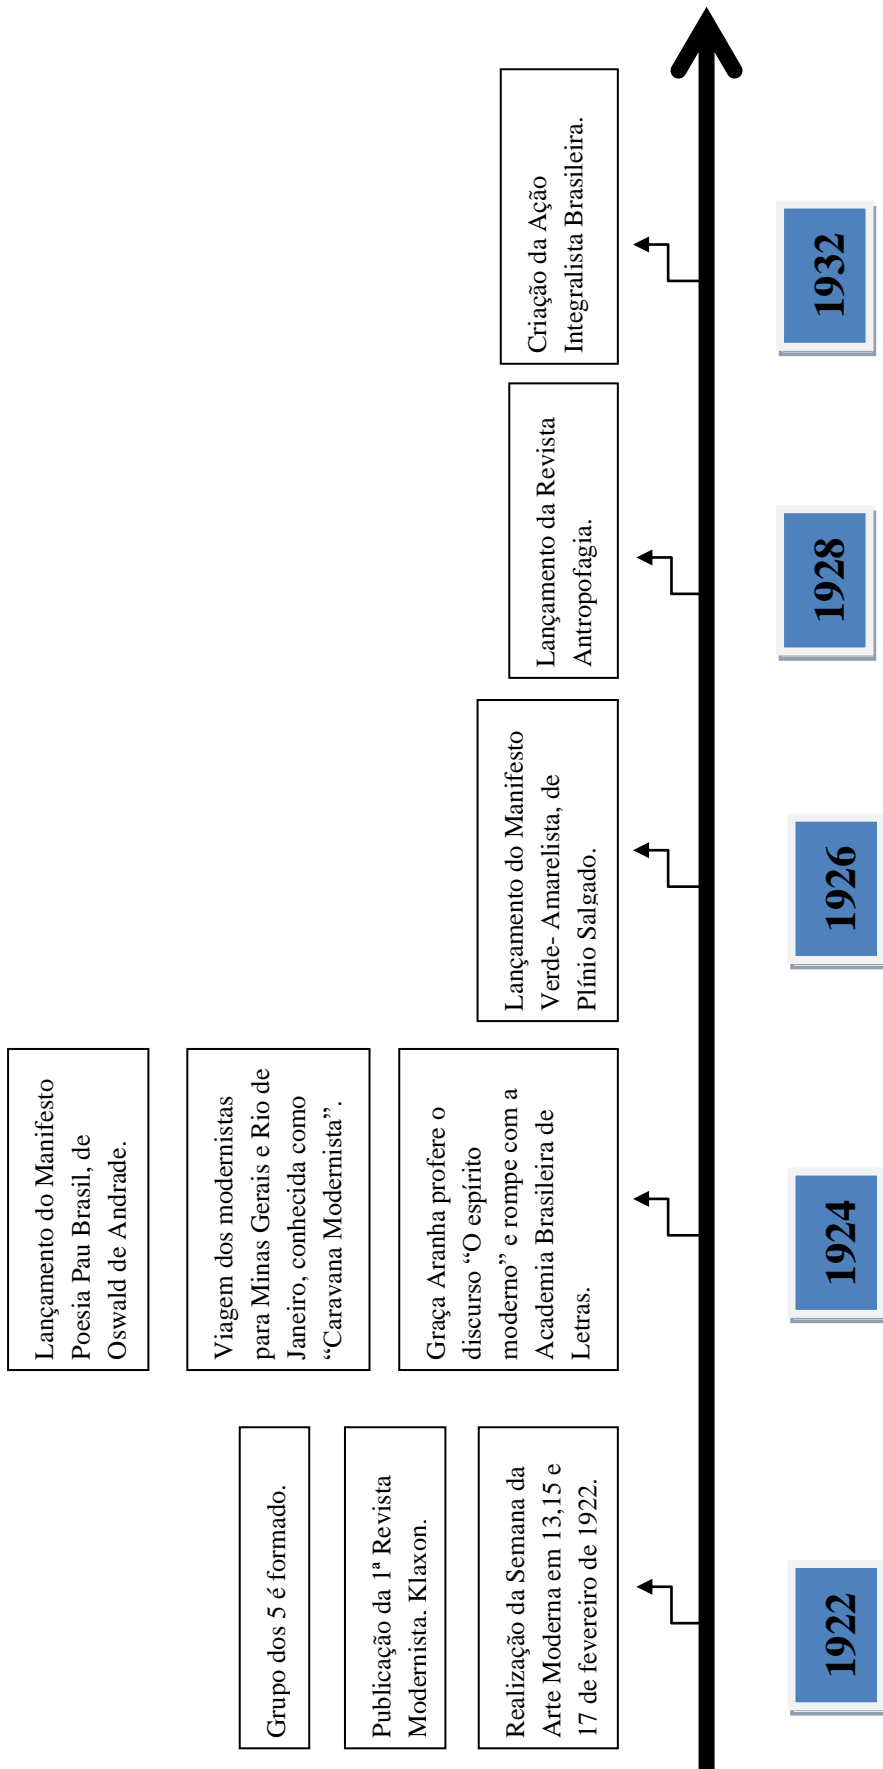 Grupo dos 5 é formado.
Publicação da 1ª Revista
Modernista. Klaxon.
Realização da Semana da
Arte Moderna em 13,15 e
17 de fevereiro de 1922.
1922
Lançamento do Manifesto
Poesia Pau Brasil, de
Oswald de Andrade.
Viagem dos modernistas
para Minas Gerais e Rio de
Janeiro, conhecida como
“Caravana Modernista”.
Graça Aranha profere o
discurso “O espírito
moderno” e rompe com a
Academia Brasileira de
Letras.
1924
Lançamento do Manifesto
Verde- Amarelista, de
Plínio Salgado.
1926
Lançamento da Revista
Antropofagia.
1928
Criação da Ação
Integralista Brasileira.
1932